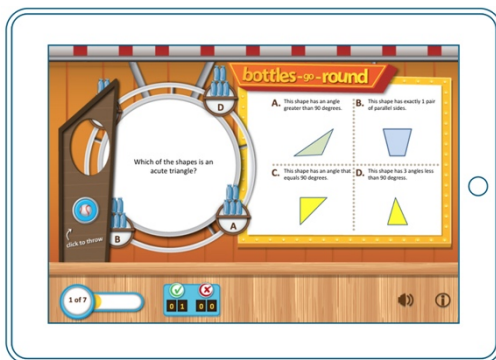 bottles-go-round
D
Which of the shapes is an
acute triangle?
A
B
click to throw
A. This shape has an angle
greater than 90 degrees.
B. This shape has exactly 1 pair
of parallel sides.
C. This shape has an angle that
equals 90 degrees.
D. This shape has 3 angles less
than 90 degress.
1 of 7
0 1 0 0